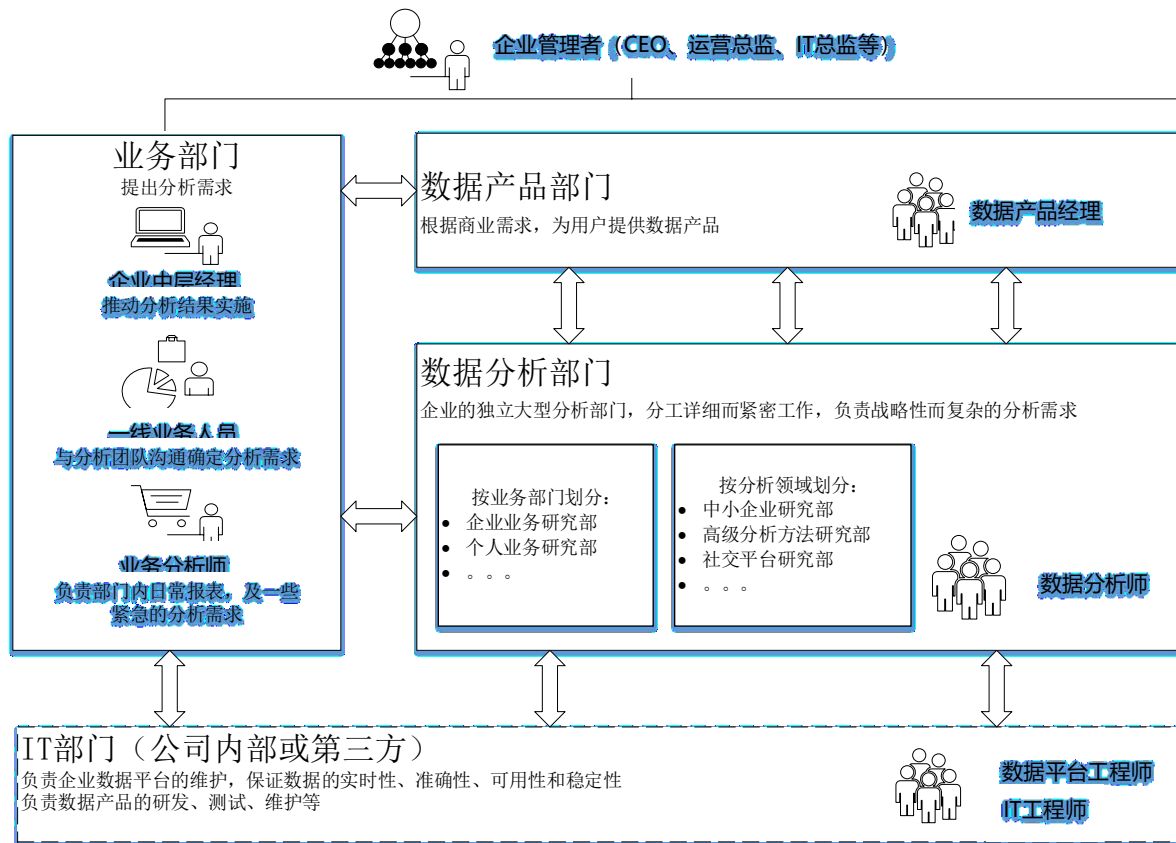 企业管理者（CEO、运营总监、IT总监等）
业务部门
提出分析需求
企业中层经理
推动分析结果实施
一线业务人员
与分析团队沟通确定分析需求
业务分析师
负责部门内日常报表，及一些
紧急的分析需求
数据产品部门
根据商业需求，为用户提供数据产品
数据产品经理
数据分析部门
企业的独立大型分析部门，分工详细而紧密工作，负责战略性而复杂的分析需求
按业务部门划分：
● 企业业务研究部
● 个人业务研究部
● 。。。
按分析领域划分：
● 中小企业研究部
● 高级分析方法研究部
● 社交平台研究部
● 。。。
数据分析师
IT部门（公司内部或第三方）
负责企业数据平台的维护，保证数据的实时性、准确性、可用性和稳定性
负责数据产品的研发、测试、维护等
数据平台工程师
IT工程师